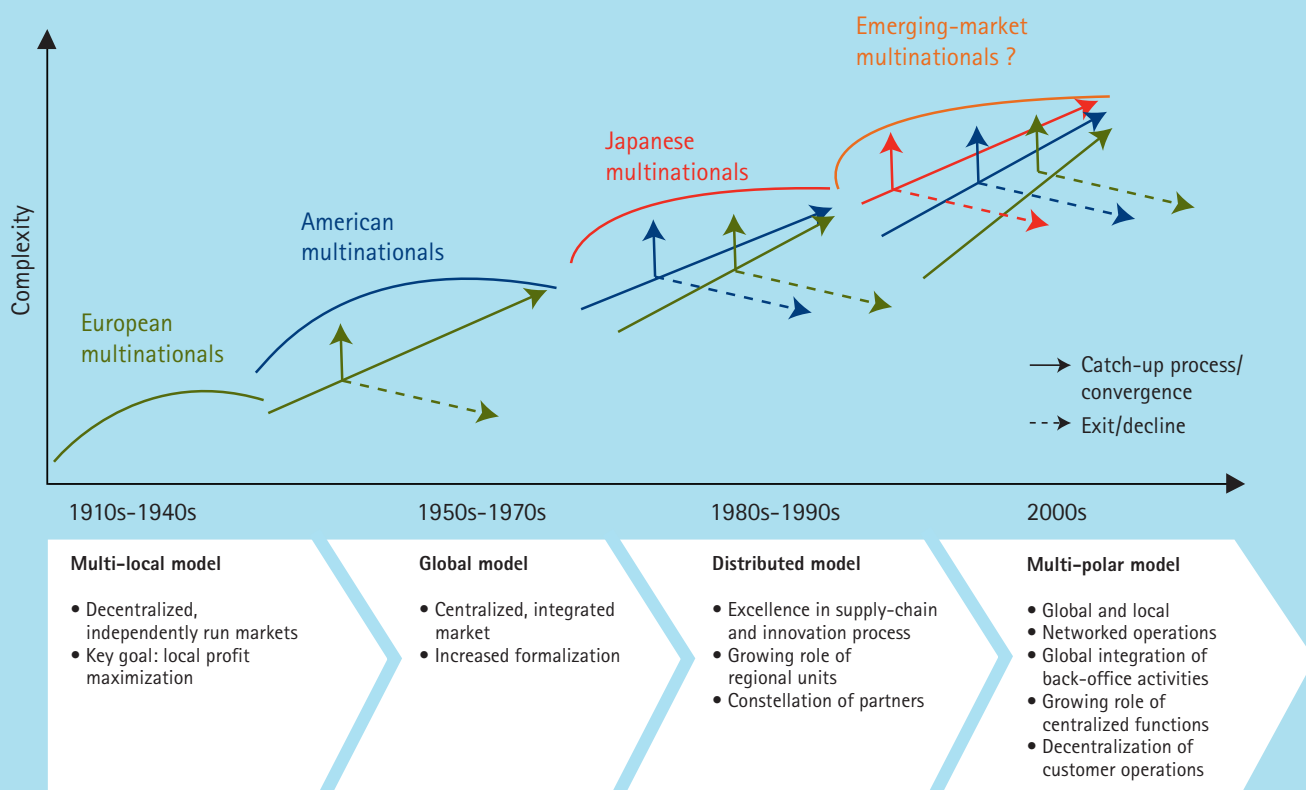 Emerging-market
multinationals ?
Japanese
multinationals
American
multinationals
European
multinationals
Complexity
Catch-up process/
convergence
Exit/decline
1910s-1940s
1950s-1970s
1980s-1990s
2000s
Multi-local model
• Decentralized,
independently run markets
• Key goal: local profit
maximization
Global model
• Centralized, integrated
market
• Increased formalization
Distributed model
• Excellence in supply-chain
and innovation process
• Growing role of
regional units
• Constellation of partners
Multi-polar model
• Global and local
• Networked operations
• Global integration of
back-office activities
• Growing role of
centralized functions
• Decentralization of
customer operations